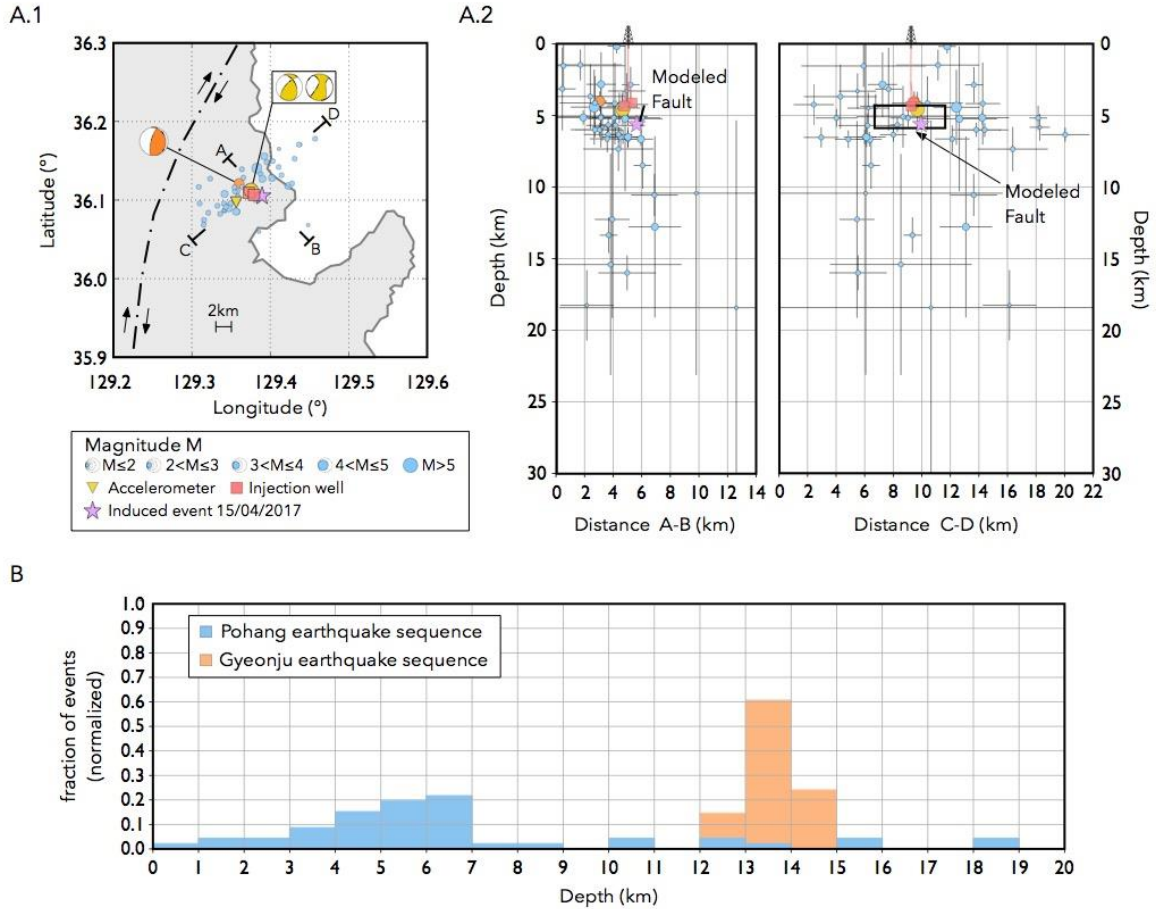 A.1
36.3
36.2
36.1
36.0
35.9
Latitude (°)
A
B
C
D
2km
129.2 129.3 129.4 129.5 129.6
Longitude (°)
Magnitude M
M≤2 2<M≤3 3<M≤4 4<M≤5 M>5
Accelerometer Injection well
Induced event 15/04/2017
A.2
0
5
10
15
20
25
30
Depth (km)
Modeled
Fault
0 2 4 6 8 10 12 14
Distance A-B (km)
Modeled
Fault
0
5
10
15
20
25
30
Depth (km)
0 2 4 6 8 10 12 14 16 18 20 22
Distance C-D (km)
B
1.0
0.9
0.8
0.7
0.6
0.5
0.4
0.3
0.2
0.1
0.0
fraction of events
(normalized)
Pohang earthquake sequence
Gyeonju earthquake sequence
0 1 2 3 4 5 6 7 8 9 10 11 12 13 14 15 16 17 18 19 20
Depth (km)